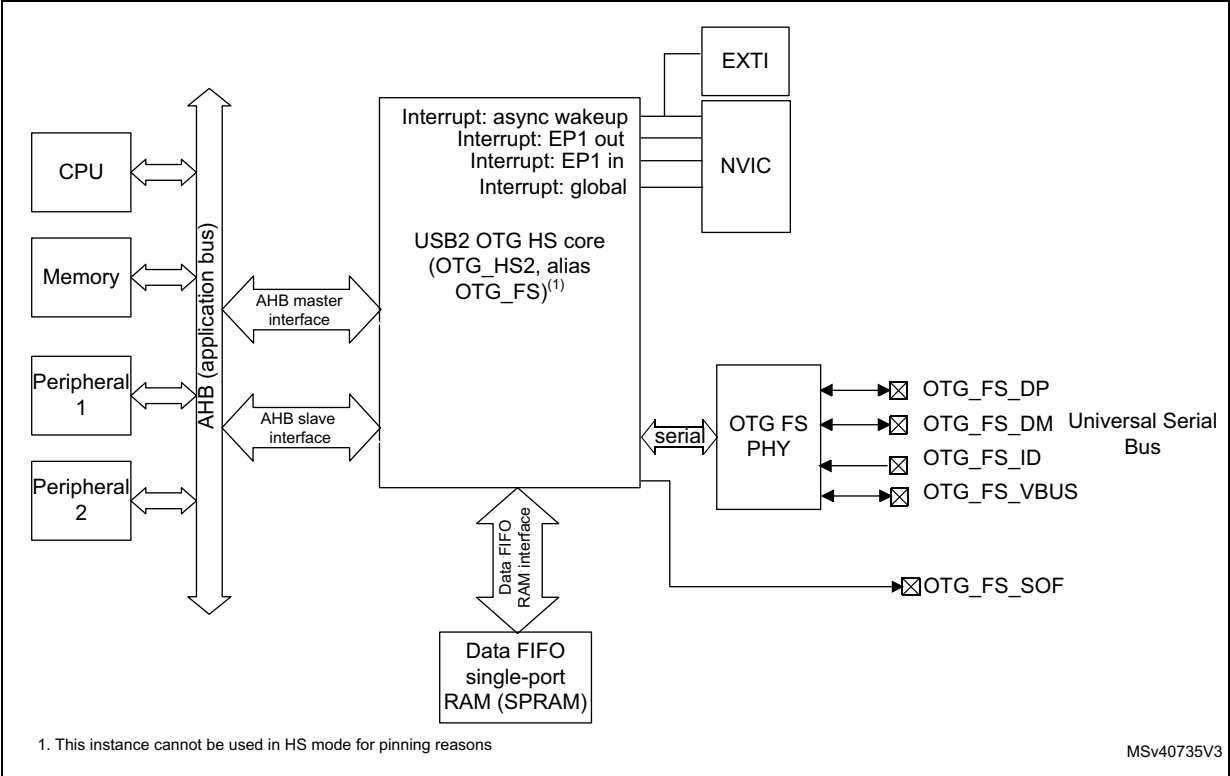 EXTI
Interrupt: async wakeup
Interrupt: EP1 out
Interrupt: EP1 in
Interrupt: global
NVIC
CPU
Memory
Peripheral
1
Peripheral
2
AHB (application bus)
AHB master
interface
AHB slave
interface
USB2 OTG HS core
(OTG_HS2, alias
OTG_FS)(1)
serial
OTG FS
PHY
OTG_FS_DP
OTG_FS_DM
OTG_FS_ID
OTG_FS_VBUS
Universal Serial
Bus
OTG_FS_SOF
Data FIFO
RAM interface
Data FIFO
single-port
RAM (SPRAM)
1. This instance cannot be used in HS mode for pinning reasons
MSv40735V3